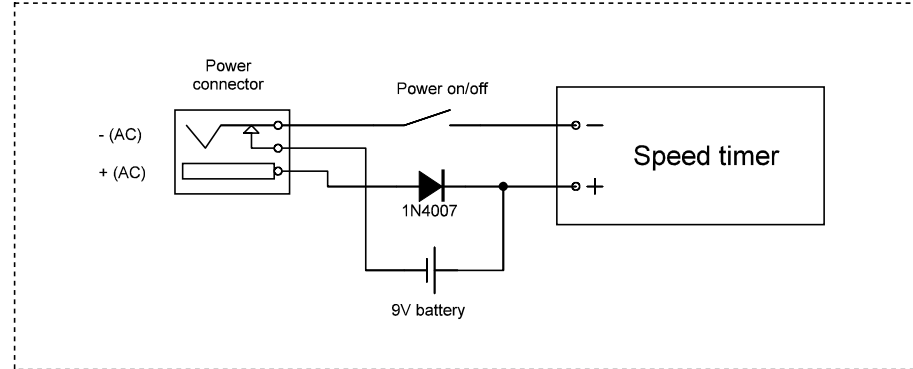 Power
connector
Power on/off
- (AC)
+ (AC)
Speed timer
1N4007
9V battery